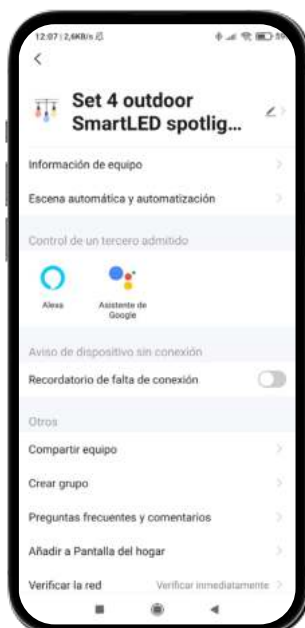 12:07 | 2,6KB/s
59
Set 4 outdoor
SmartLED spotlig...
Información de equipo
Escena automática y automatización
Control de un tercero admitido
Alexa
Asistente de
Google
Aviso de dispositivo sin conexión
Recordatorio de falta de conexión
Otros
Compartir equipo
Crear grupo
Preguntas frecuentes y comentarios
Añadir a Pantalla del hogar
Verificar la red Verificar inmediatamente